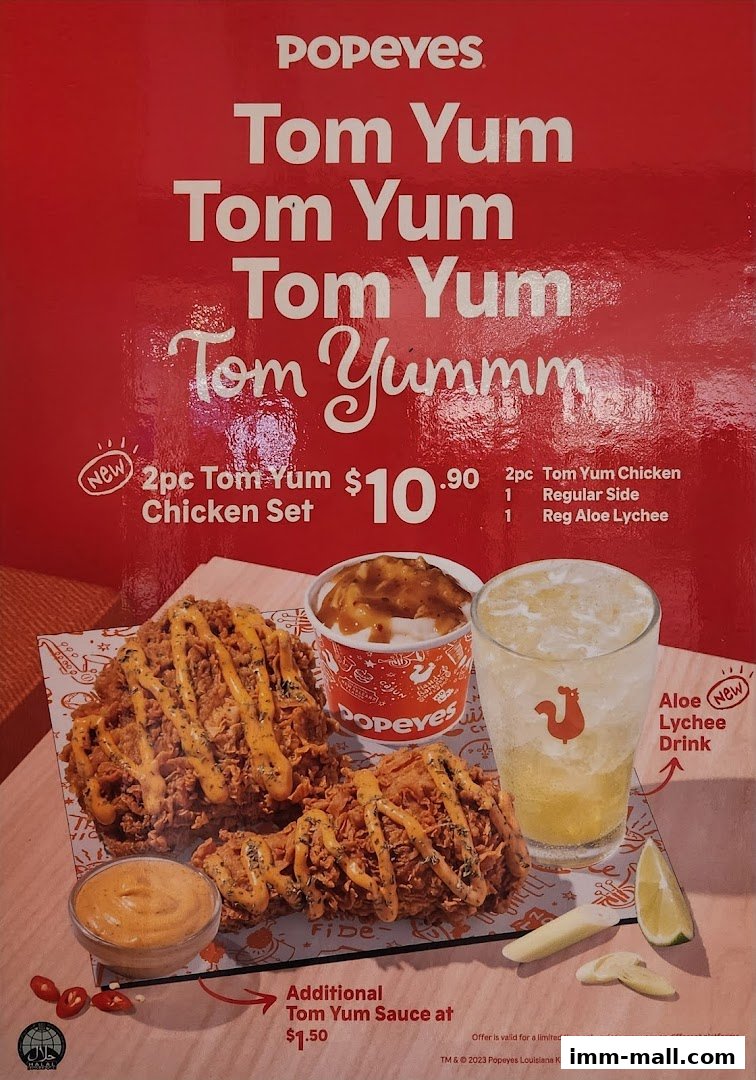 POPEYES
Tom Yum
Tom Yum
Tom Yum
Tom Yummm
New
2pc Tom Yum
Chicken Set
$10.90
2pc Tom Yum Chicken
1 Regular Side
1 Reg Aloe Lychee
POPEYES
Aloe
Lychee
Drink
New
FIDE-
Additional
Tom Yum Sauce at
$1.50
Offer is valid for a limited
TM & © 2023 Popeyes Louisiana
HALAL
imm-mall.com